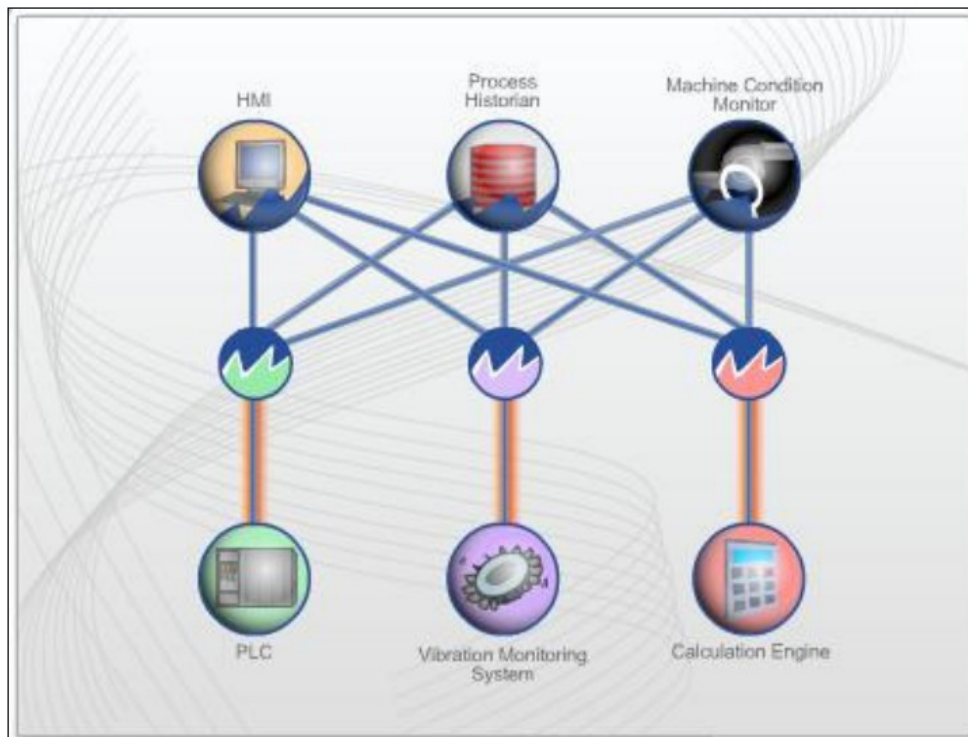 HMI
Process
Historian
Machine Condition
Monitor
PLC
Vibration Monitoring
System
Calculation Engine